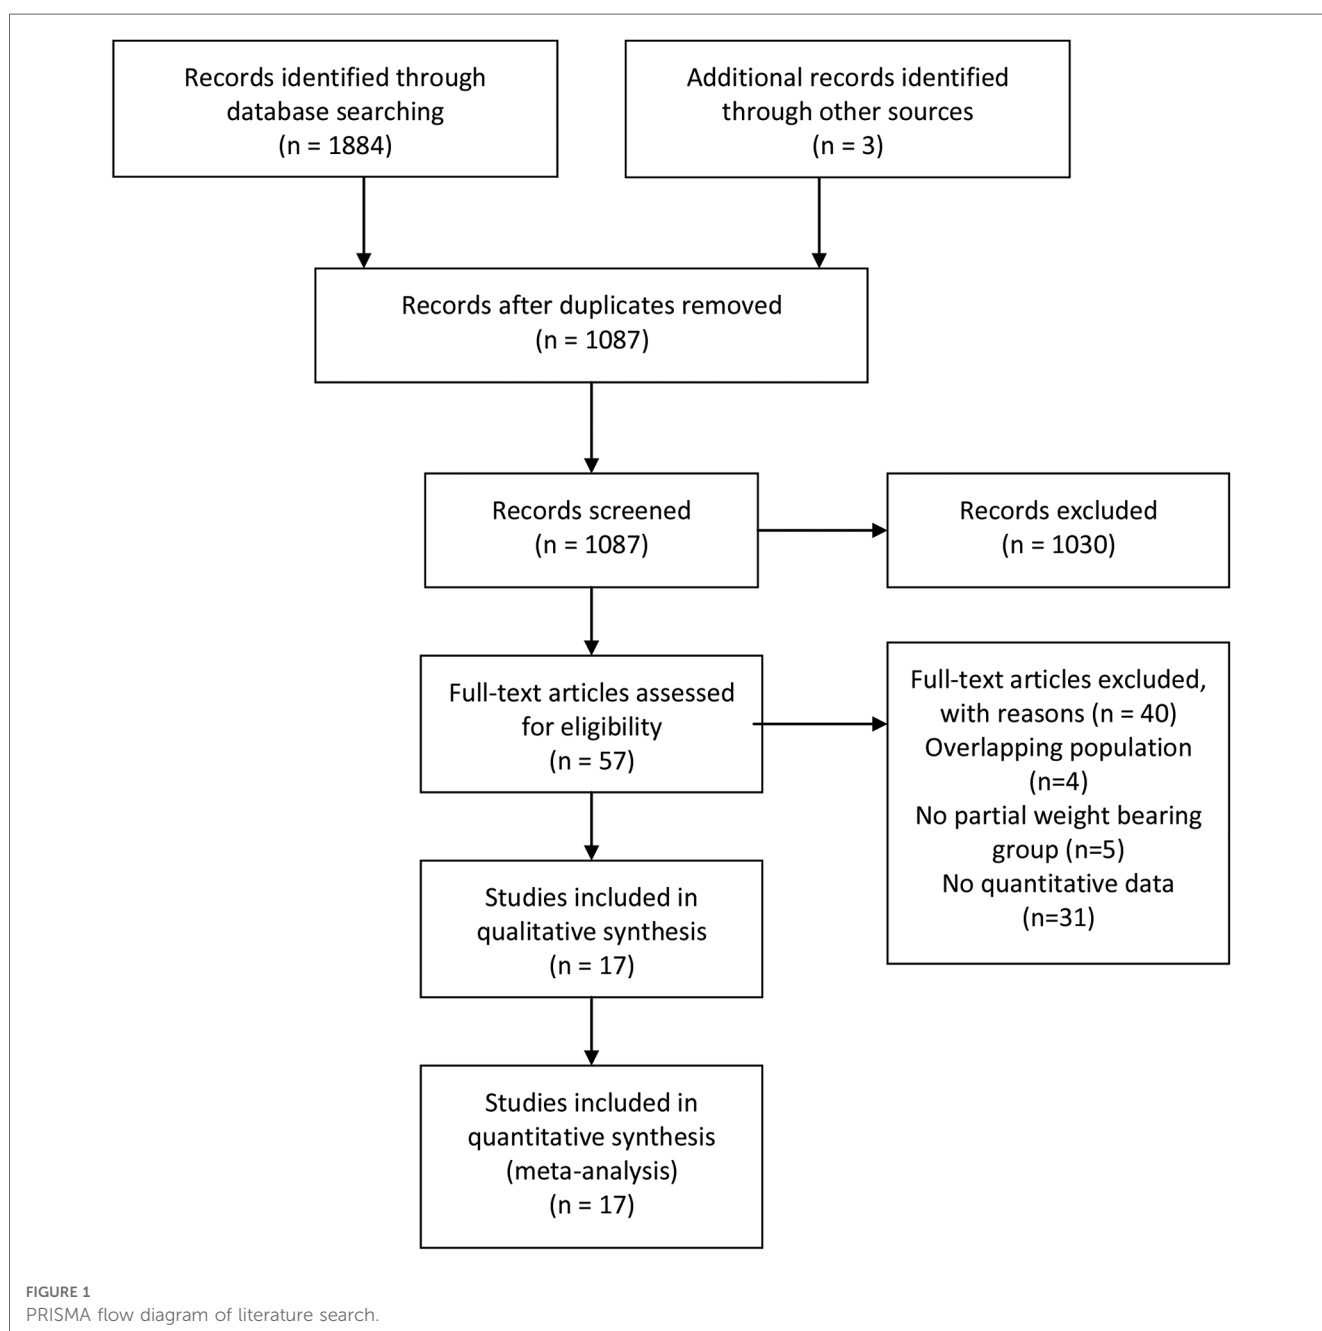 Records identified through
database searching
(n = 1884)
Additional records identified
through other sources
(n = 3)
Records after duplicates removed
(n = 1087)
Records screened
(n = 1087)
Records excluded
(n = 1030)
Full-text articles assessed
for eligibility
(n = 57)
Full-text articles excluded,
with reasons (n = 40)
Overlapping population
(n=4)
No partial weight bearing
group (n=5)
No quantitative data
(n=31)
Studies included in
qualitative synthesis
(n = 17)
Studies included in
quantitative synthesis
(meta-analysis)
(n = 17)
FIGURE 1
PRISMA flow diagram of literature search.